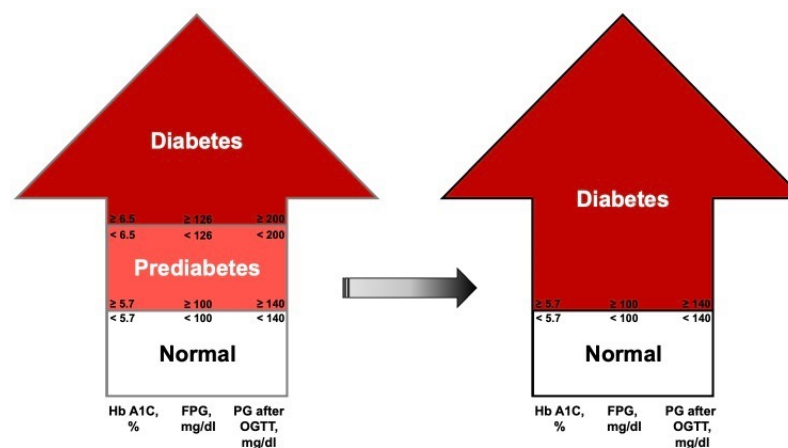 Diabetes
≥ 6.5 ≥ 126 ≥ 200
< 6.5 < 126 < 200
Prediabetes
≥ 5.7 ≥ 100 ≥ 140
< 5.7 < 100 < 140
Normal
Hb A1C, FPG, PG after
% mg/dl OGTT,
mg/dl
Diabetes
≥ 5.7 ≥ 100 ≥ 140
< 5.7 < 100 < 140
Normal
Hb A1C, FPG, PG after
% mg/dl OGTT,
mg/dl